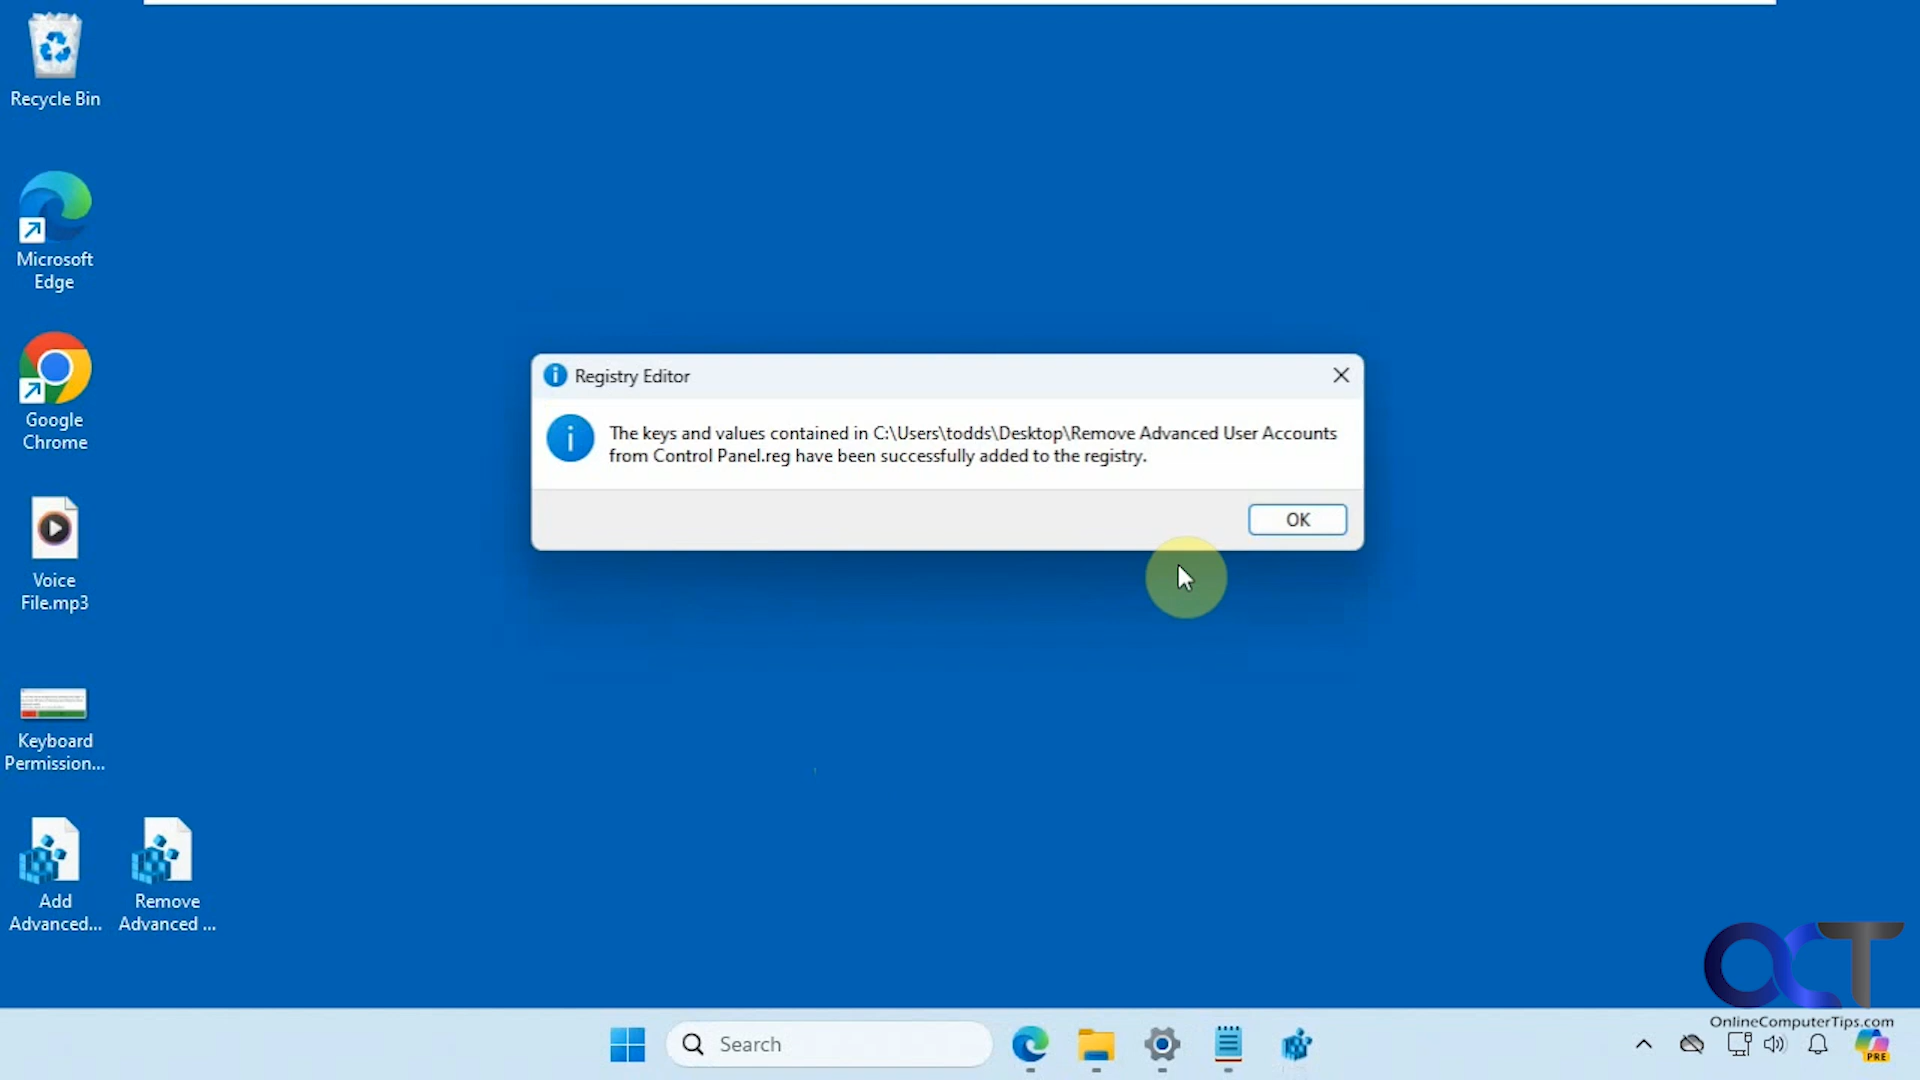 Recycle Bin
Microsoft
Edge
Google
Chrome
Voice
File.mp3
Keyboard
Permission...
Add
Advanced...
Remove
Advanced ...
Registry Editor
The keys and values contained in C:\Users\todds\Desktop\Remove Advanced User Accounts
from Control Panel.reg have been successfully added to the registry.
OK
OCT
OnlineComputerTips.com
Search
PRE